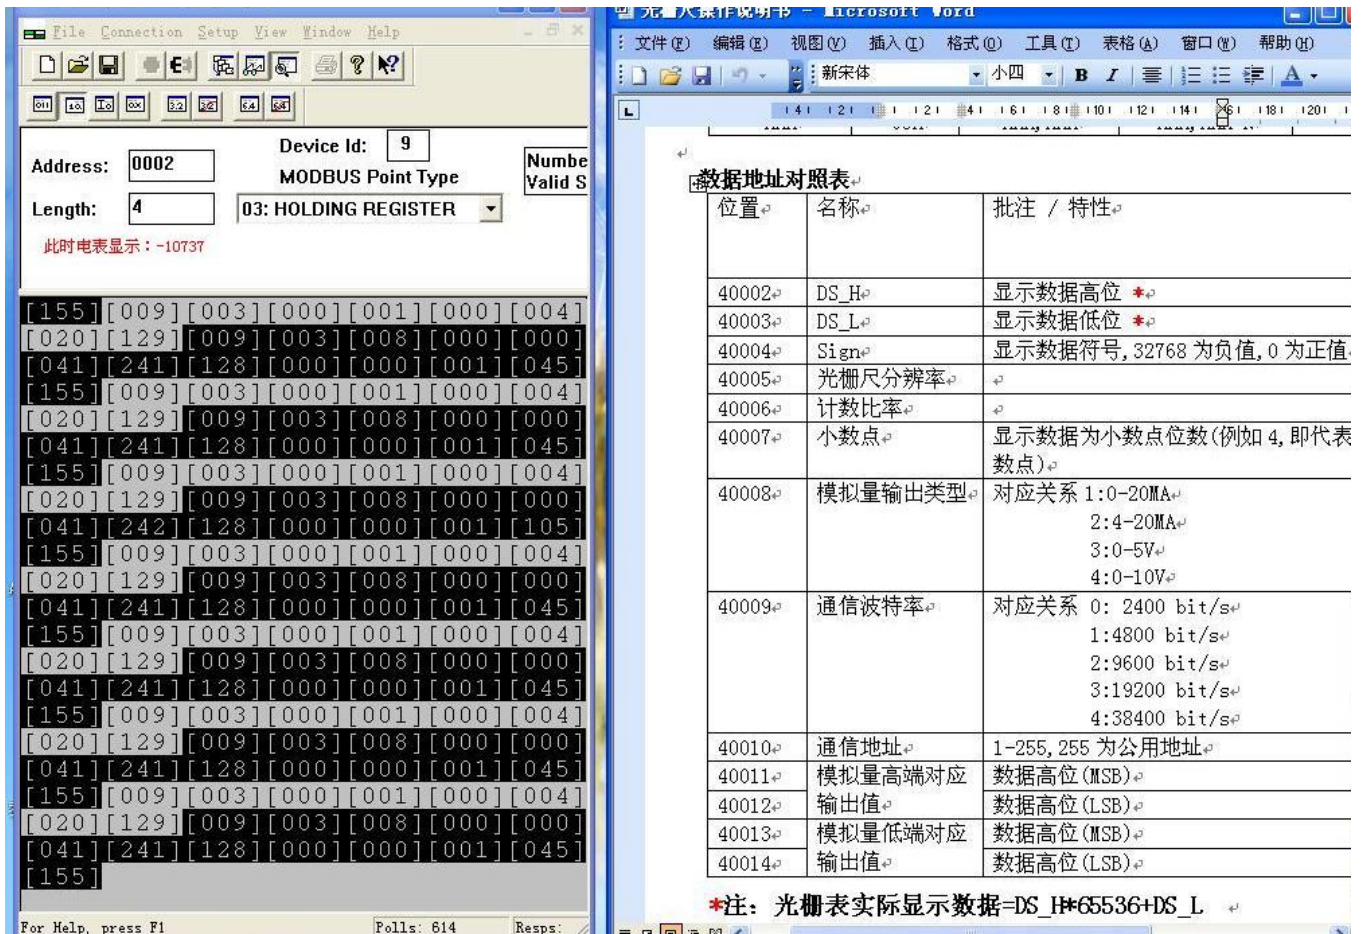 File Connection Setup View Window Help
Address: 0002
Device Id: 9
MODBUS Point Type
Length: 4
03: HOLDING REGISTER
Numbe
Valid S
此时电表显示：-10737
[155][009][003][000][001][000][004]
[020][129][009][003][008][000][000]
[041][241][128][000][000][001][045]
[155][009][003][000][001][000][004]
[020][129][009][003][008][000][000]
[041][241][128][000][000][001][045]
[155][009][003][000][001][000][004]
[020][129][009][003][008][000][000]
[041][242][128][000][000][001][105]
[155][009][003][000][001][000][004]
[020][129][009][003][008][000][000]
[041][241][128][000][000][001][045]
[155][009][003][000][001][000][004]
[020][129][009][003][008][000][000]
[041][241][128][000][000][001][045]
[155][009][003][000][001][000][004]
[020][129][009][003][008][000][000]
[041][241][128][000][000][001][045]
[155][009][003][000][001][000][004]
[020][129][009][003][008][000][000]
[041][241][128][000][000][001][045]
[155]
For Help, press F1 Polls: 614 Resps:
光栅尺操作说明书 - Microsoft Word
文件(F) 编辑(E) 视图(V) 插入(I) 格式(O) 工具(T) 表格(A) 窗口(W) 帮助(H)
新宋体 小四 B I A
数据地址对照表
位置 名称 批注 / 特性
40002 DS_H 显示数据高位 *
40003 DS_L 显示数据低位 *
40004 Sign 显示数据符号,32768 为负值,0 为正值
40005 光栅尺分辨率
40006 计数比率
40007 小数点 显示数据为小数点位数(例如 4,即代表
数点)
40008 模拟量输出类型 对应关系 1:0-20MA
2:4-20MA
3:0-5V
4:0-10V
40009 通信波特率 对应关系 0: 2400 bit/s
1:4800 bit/s
2:9600 bit/s
3:19200 bit/s
4:38400 bit/s
40010 通信地址 1-255,255 为公用地址
40011 模拟量高端对应 数据高位(MSB)
40012 输出值 数据高位(LSB)
40013 模拟量低端对应 数据高位(MSB)
40014 输出值 数据高位(LSB)
*注: 光栅表实际显示数据=DS_H*65536+DS_L